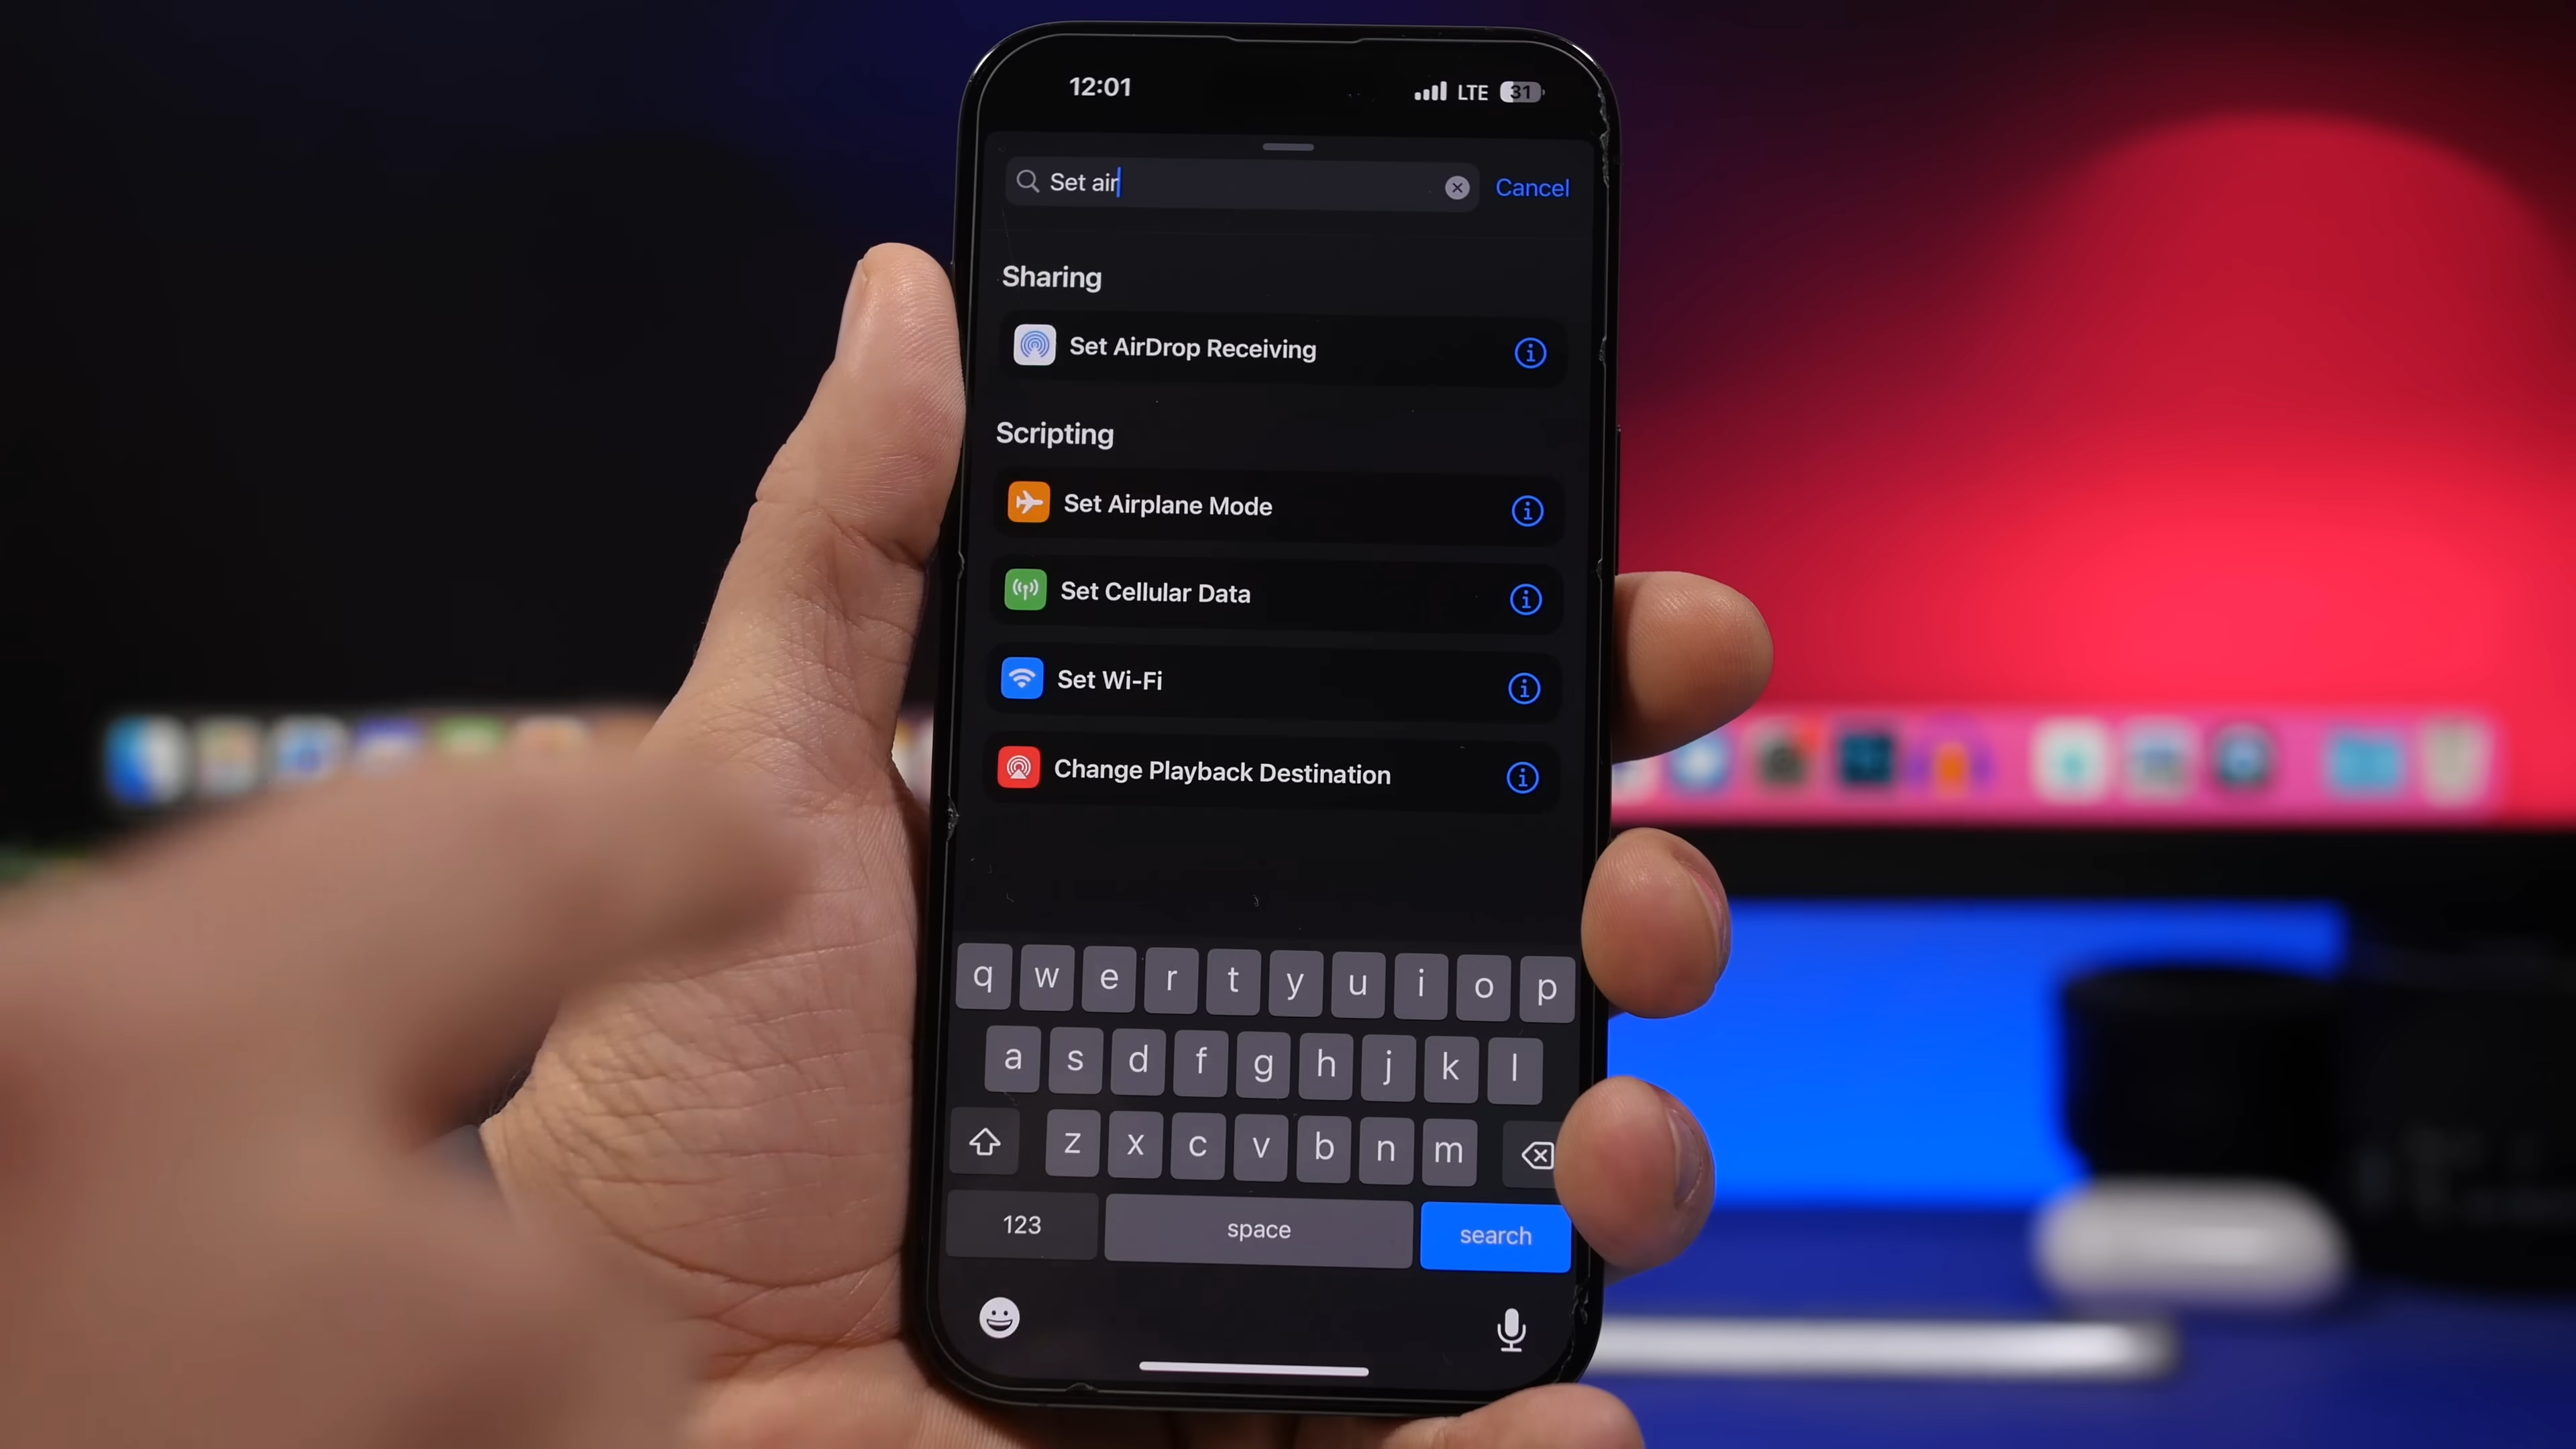 12:01
LTE 31
Set air
Cancel
Sharing
Set AirDrop Receiving
Scripting
Set Airplane Mode
Set Cellular Data
Set Wi-Fi
Change Playback Destination
q w e r t y u i o p
a s d f g h j k l
z x c v b n m
123 space search